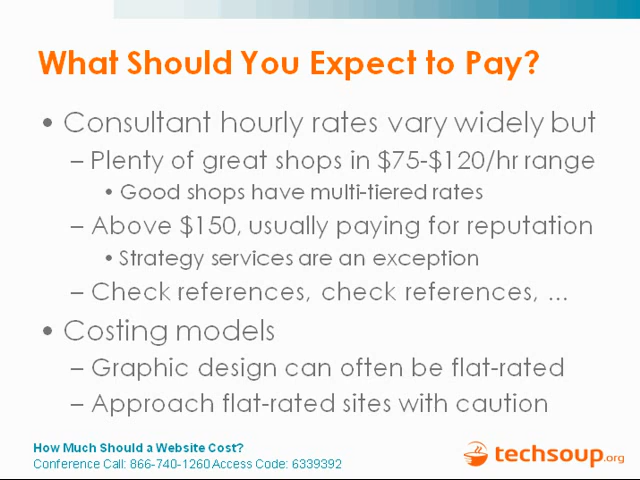 What Should You Expect to Pay?
• Consultant hourly rates vary widely but
– Plenty of great shops in $75-$120/hr range
• Good shops have multi-tiered rates
– Above $150, usually paying for reputation
• Strategy services are an exception
– Check references, check references, ...
• Costing models
– Graphic design can often be flat-rated
– Approach flat-rated sites with caution
How Much Should a Website Cost?
Conference Call: 866-740-1260 Access Code: 6339392
techsoup.org